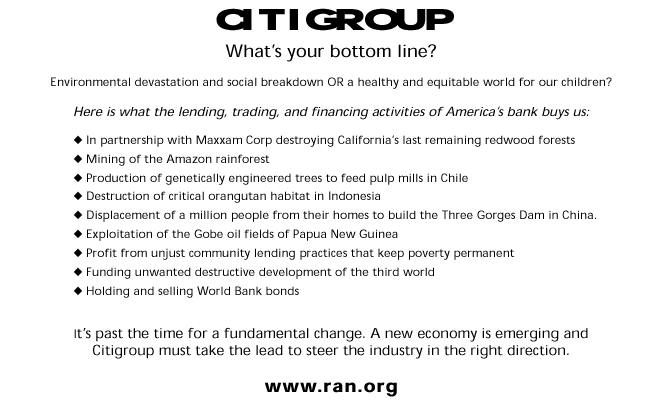 CITIGROUP
What's your bottom line?
Environmental devastation and social breakdown OR a healthy and equitable world for our children?
Here is what the lending, trading, and financing activities of America's bank buys us:
◆ In partnership with Maxxam Corp destroying California's last remaining redwood forests
◆ Mining of the Amazon rainforest
◆ Production of genetically engineered trees to feed pulp mills in Chile
◆ Destruction of critical orangutan habitat in Indonesia
◆ Displacement of a million people from their homes to build the Three Gorges Dam in China.
◆ Exploitation of the Gobe oil fields of Papua New Guinea
◆ Profit from unjust community lending practices that keep poverty permanent
◆ Funding unwanted destructive development of the third world
◆ Holding and selling World Bank bonds
It's past the time for a fundamental change. A new economy is emerging and
Citigroup must take the lead to steer the industry in the right direction.
www.ran.org